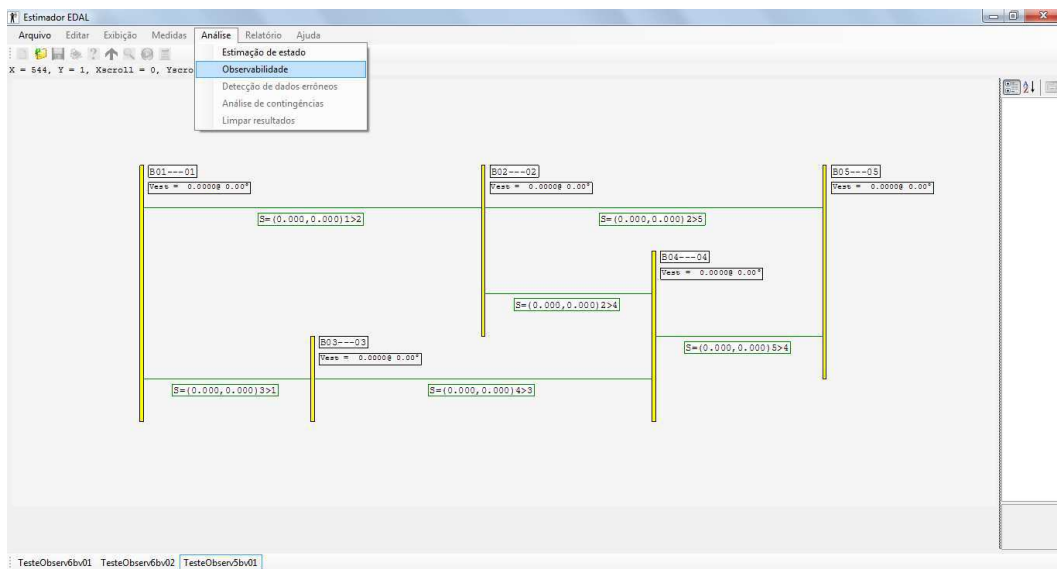 Estimador EDAL
Arquivo Editar Exibição Medidas Análise Relatório Ajuda
Estimação de estado
X = 544, Y = 1, Xscroll = 0, Yscro
Observabilidade
Detecção de dados errôneos
Análise de contingências
Limpar resultados
B01---01
Vest = 0.0000@ 0.00°
B02---02
Vest = 0.0000@ 0.00°
B05---05
Vest = 0.0000@ 0.00°
S=(0.000,0.000)1>2
S=(0.000,0.000)2>5
B04---04
Vest = 0.0000@ 0.00°
S=(0.000,0.000)2>4
B03---03
Vest = 0.0000@ 0.00°
S=(0.000,0.000)5>4
S=(0.000,0.000)3>1
S=(0.000,0.000)4>3
TesteObserv6bv01 TesteObserv6bv02 TesteObserv5bv01